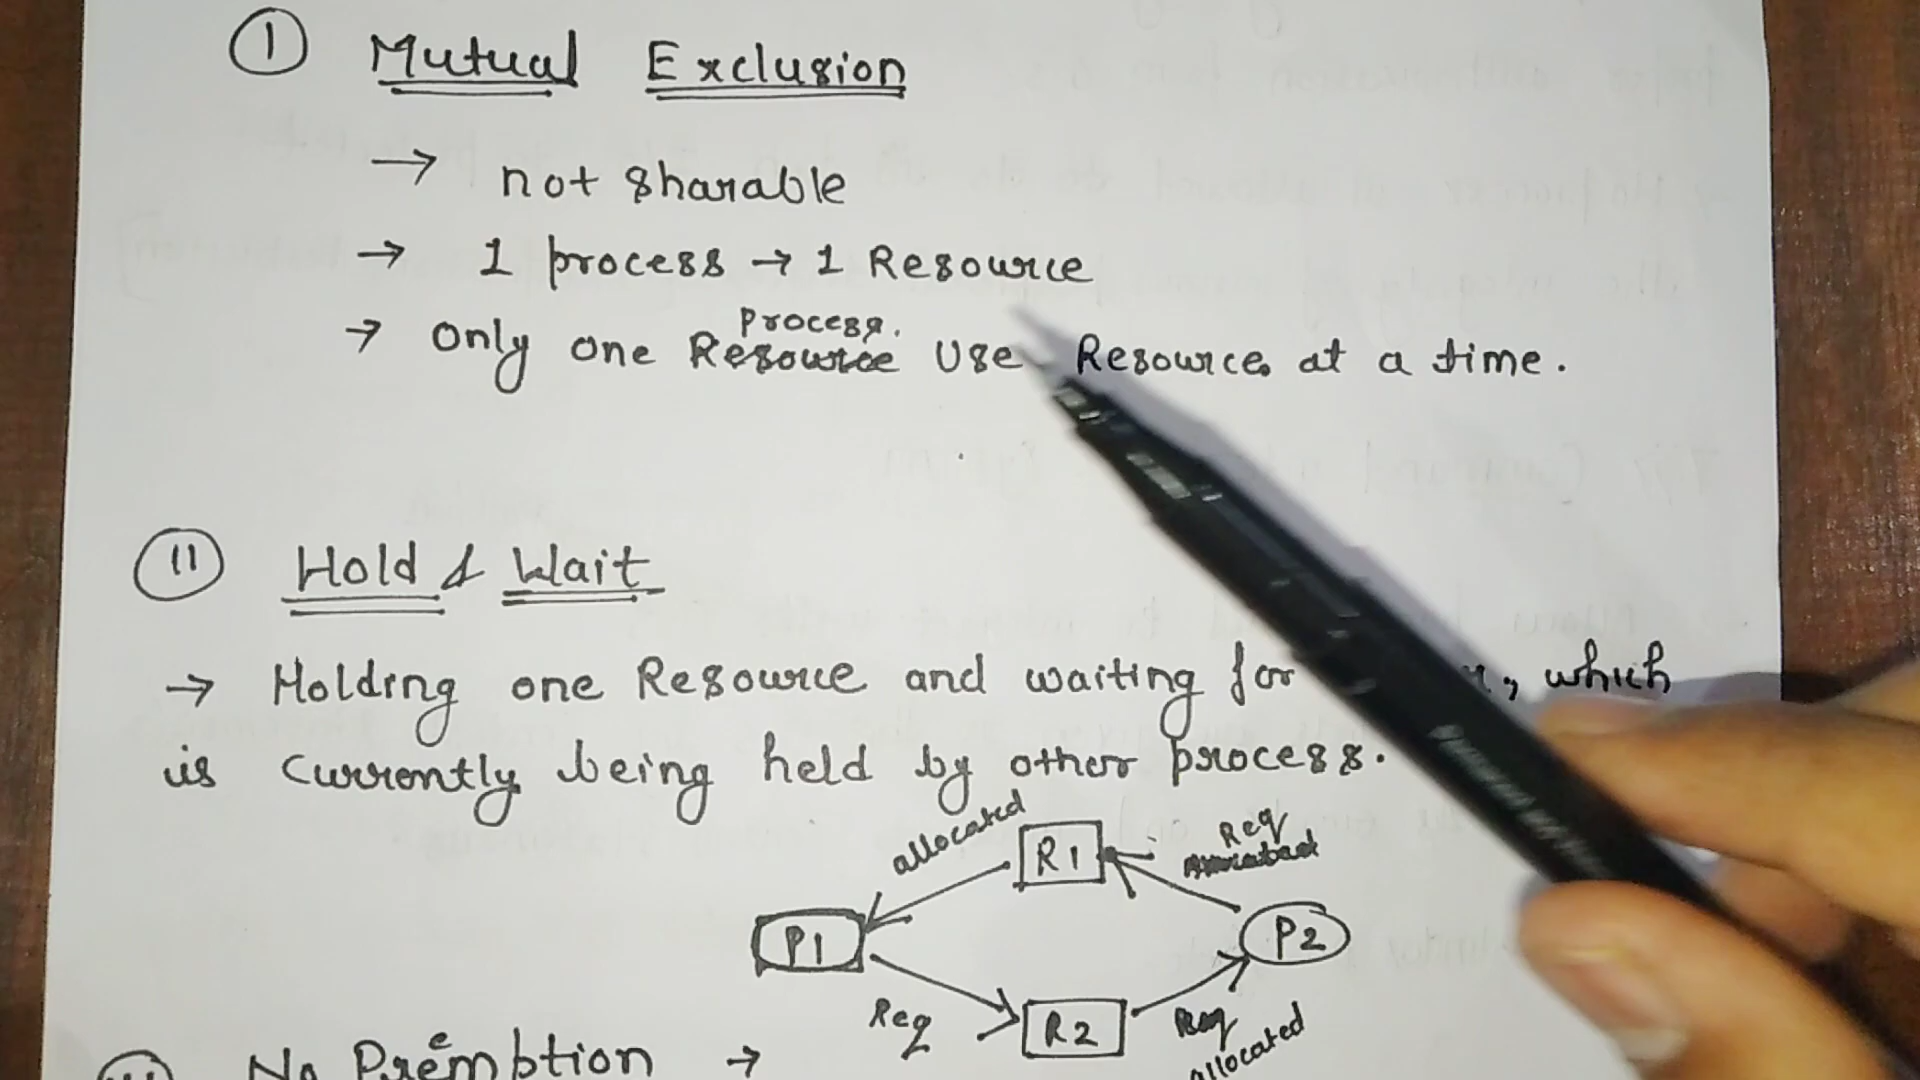 I Mutual Exclusion
→ not sharable
→ 1 process → 1 Resource
Process.
→ Only one Resource Use Resource at a time.
II Hold & Wait
→ Holding one Resource and waiting for , which
is currently being held by other process.
allocated R1 Req
P1 P2
Req R2 Req
allocated
No Preembtion →